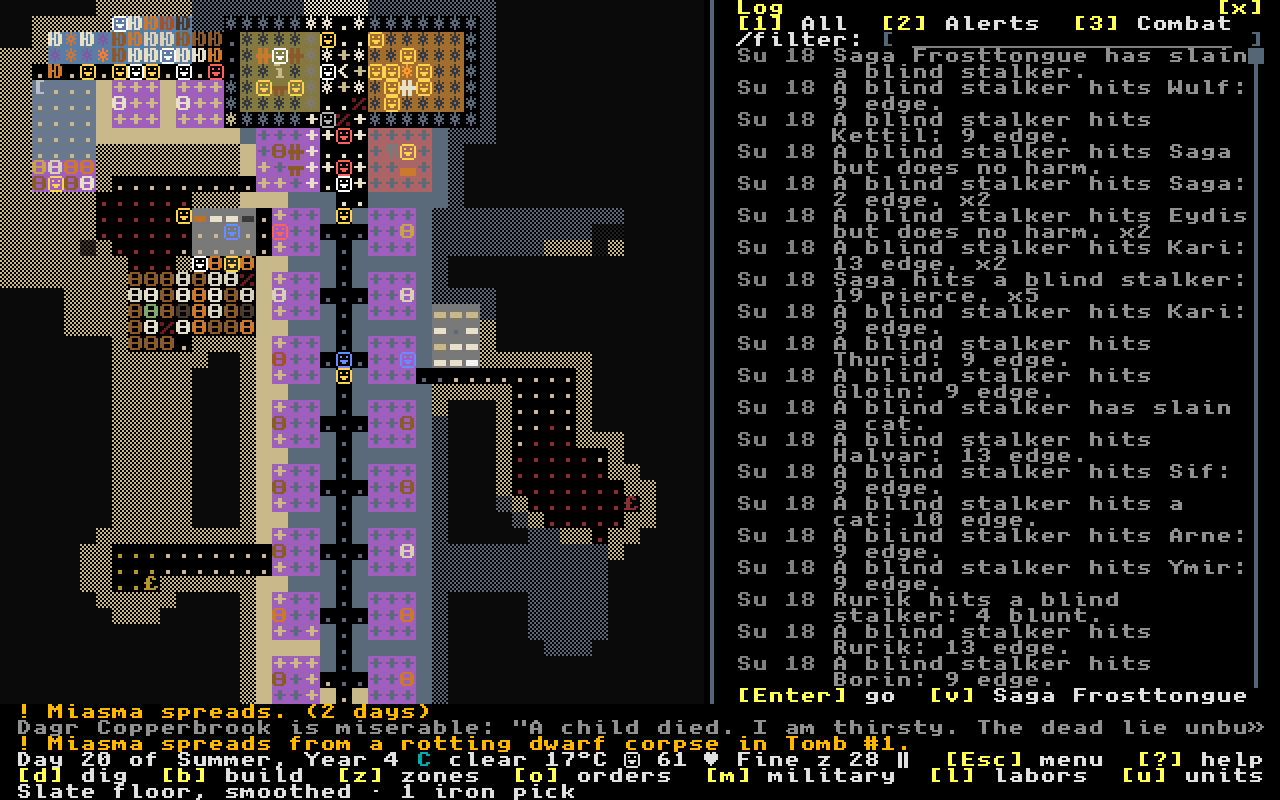 Log [x]
[1] All [2] Alerts [3] Combat
/filter: [ ]
Su 18 Saga Frosttongue has slain
a blind stalker.
Su 18 A blind stalker hits Wulf:
9 edge.
Su 18 A blind stalker hits
Kettil: 9 edge.
Su 18 A blind stalker hits Saga
but does no harm.
Su 18 A blind stalker hits Saga:
2 edge. x2
Su 18 A blind stalker hits Eydis
but does no harm. x2
Su 18 A blind stalker hits Kari:
13 edge. x2
Su 18 Saga hits a blind stalker:
19 pierce. x5
Su 18 A blind stalker hits Kari:
9 edge.
Su 18 A blind stalker hits
Thurid: 9 edge.
Su 18 A blind stalker hits
Gloin: 9 edge.
Su 18 A blind stalker has slain
a cat.
Su 18 A blind stalker hits
Halvar: 13 edge.
Su 18 A blind stalker hits Sif:
9 edge.
Su 18 A blind stalker hits a
cat: 10 edge.
Su 18 A blind stalker hits Arne:
9 edge.
Su 18 A blind stalker hits Ymir:
9 edge.
Su 18 Rurik hits a blind
stalker: 4 blunt.
Su 18 A blind stalker hits
Rurik: 13 edge.
Su 18 A blind stalker hits
Borin: 9 edge.
[Enter] go [v] Saga Frosttongue
! Miasma spreads. (2 days)
Dagr Copperbrook is miserable: "A child died. I am thirsty. The dead lie unbu»
! Miasma spreads from a rotting dwarf corpse in Tomb #1.
Day 20 of Summer, Year 4 C clear 17°C ☺ 61 ♥ Fine z 28 ‖ [Esc] menu [?] help
[d] dig [b] build [z] zones [o] orders [m] military [l] labors [u] units
Slate floor, smoothed · 1 iron pick